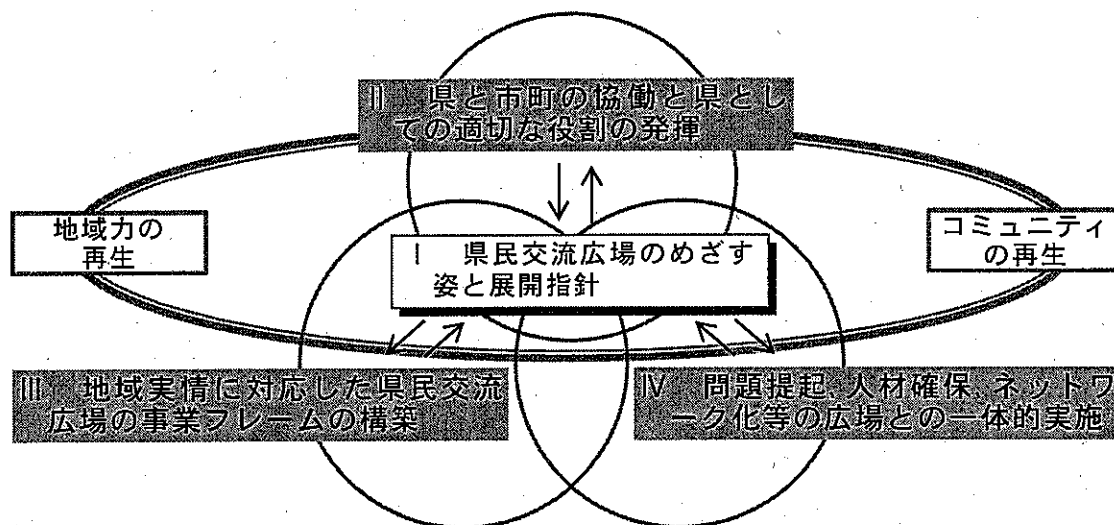 Ⅱ 県と市町の協働と県とし
ての適切な役割の発揮
地域力の
再生
Ⅰ 県民交流広場のめざす
姿と展開指針
コミュニティ
の再生
Ⅲ 地域実情に対応した県民交流
広場の事業フレームの構築
Ⅳ 問題提起、人材確保、ネットワ
ーク化等の広場との一体的実施